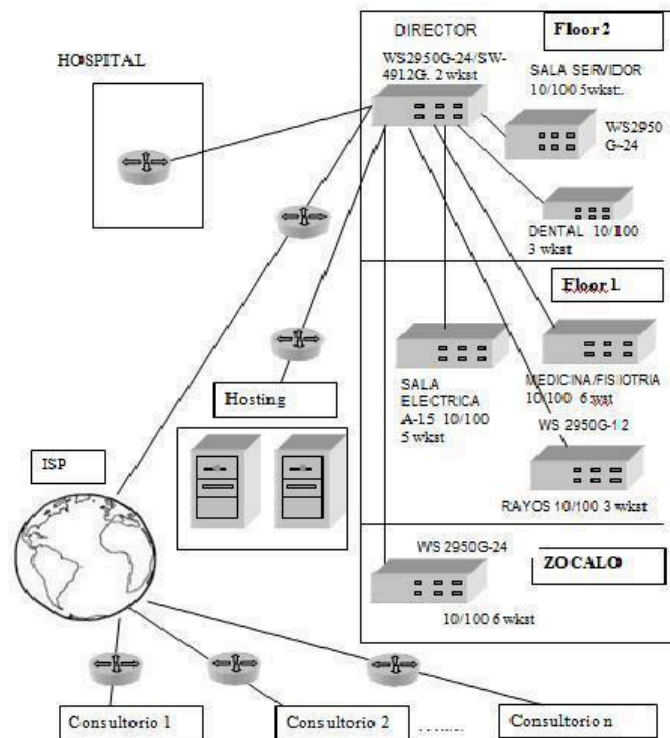 HOSPITAL
DIRECTOR
WS2950G-24/SW-
4912G. 2 wkst
Floor 2
SALA SERVIDOR
10/100 5wkst:.
WS2950
G-24
DENTAL 10/100
3 wkst
Floor 1.
SALA
ELECTRICA
A-15 10/100
5 wkst
MEDICINA/FISIOTRIA
10/100 6 wst
WS 2950G-12
RAYOS 10/100 3 wkst
Hosting
ISP
WS 2950G-24
ZOCALO
10/100 6 wkst
Consultorio 1
Consultorio 2
Consultorio n